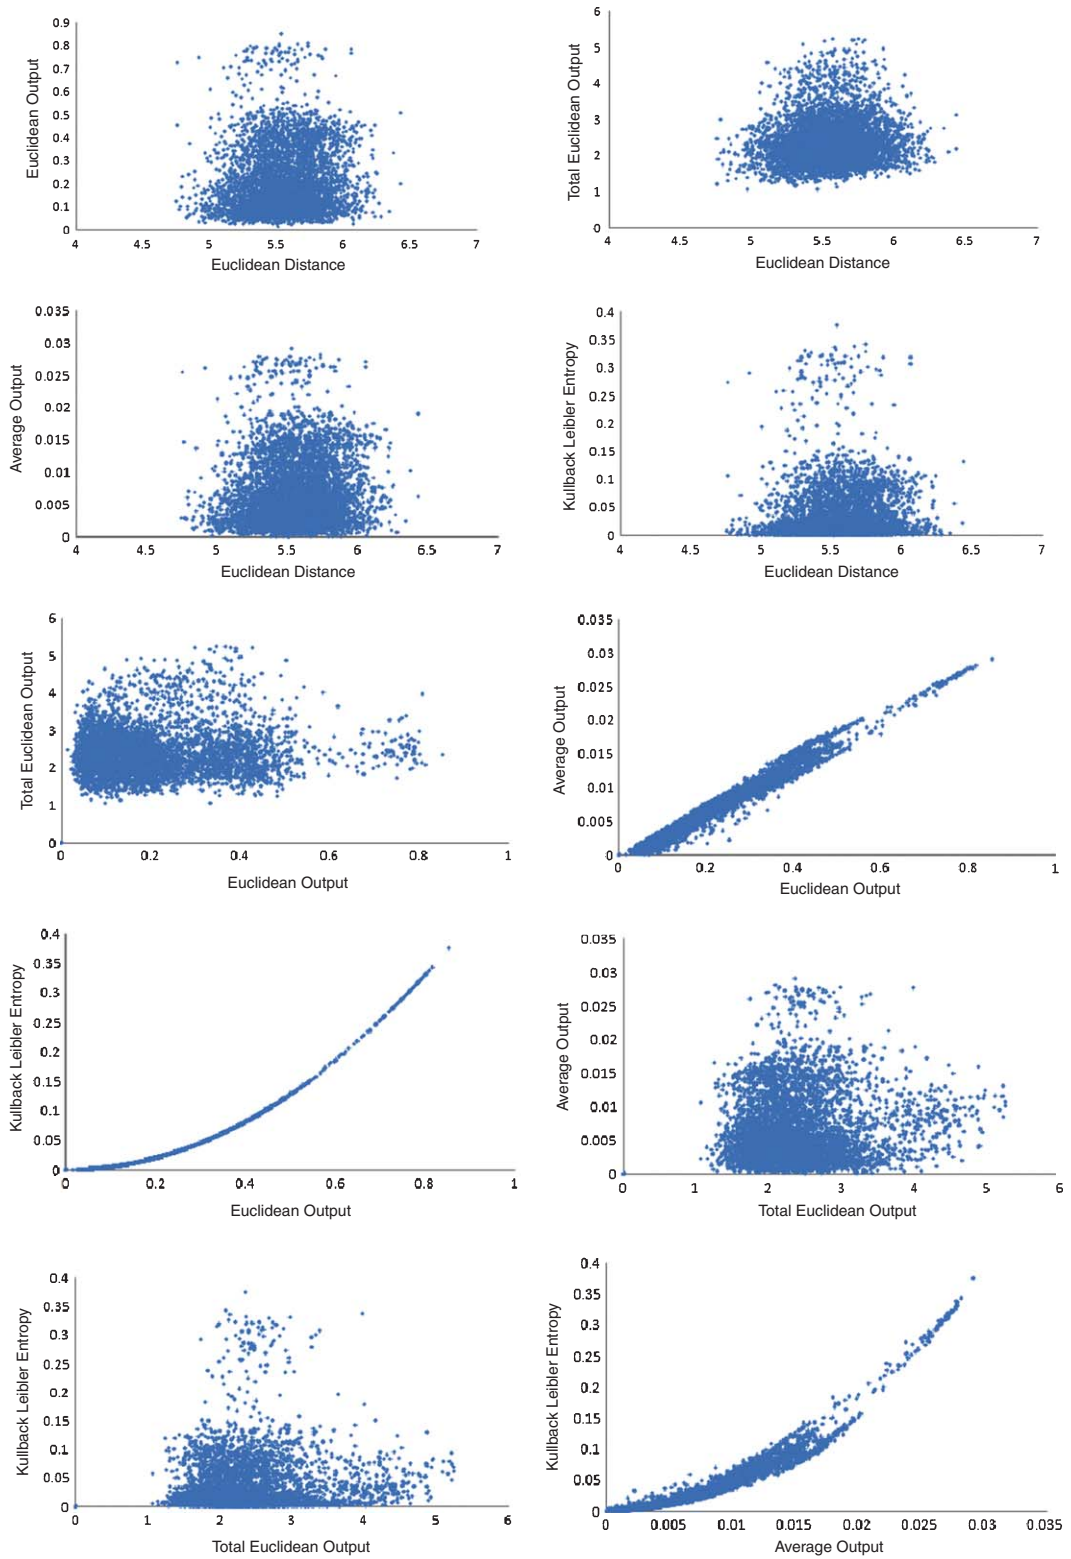 0.9
0.8
0.7
0.6
0.5
0.4
0.3
0.2
0.1
0
Euclidean Output
4 4.5 5 5.5 6 6.5 7
Euclidean Distance
6
5
4
3
2
1
0
Total Euclidean Output
4 4.5 5 5.5 6 6.5 7
Euclidean Distance
0.035
0.03
0.025
0.02
0.015
0.01
0.005
0
Average Output
4 4.5 5 5.5 6 6.5 7
Euclidean Distance
0.4
0.35
0.3
0.25
0.2
0.15
0.1
0.05
0
Kullback Leibler Entropy
4 4.5 5 5.5 6 6.5 7
Euclidean Distance
6
5
4
3
2
1
0
Total Euclidean Output
0 0.2 0.4 0.6 0.8 1
Euclidean Output
0.035
0.03
0.025
0.02
0.015
0.01
0.005
0
Average Output
0 0.2 0.4 0.6 0.8 1
Euclidean Output
0.4
0.35
0.3
0.25
0.2
0.15
0.1
0.05
0
Kullback Leibler Entropy
0 0.2 0.4 0.6 0.8 1
Euclidean Output
0.035
0.03
0.025
0.02
0.015
0.01
0.005
0
Average Output
0 1 2 3 4 5 6
Total Euclidean Output
0.4
0.35
0.3
0.25
0.2
0.15
0.1
0.05
0
Kullback Leibler Entropy
0 1 2 3 4 5 6
Total Euclidean Output
0.4
0.35
0.3
0.25
0.2
0.15
0.1
0.05
0
Kullback Leibler Entropy
0 0.005 0.01 0.015 0.02 0.025 0.03 0.035
Average Output